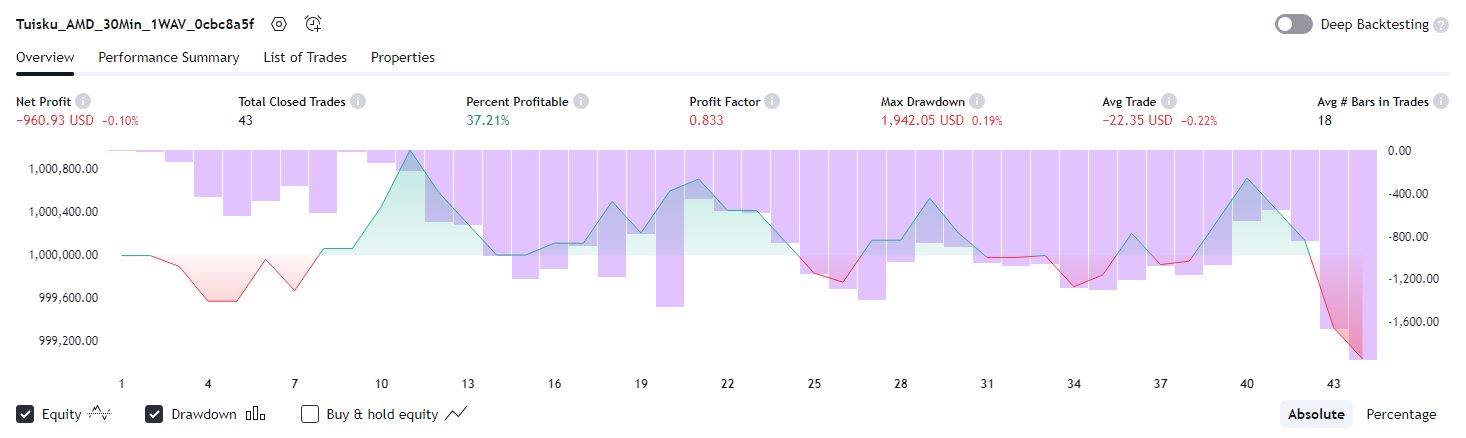 Tuisku_AMD_30Min_1WAV_0cbc8a5f
Deep Backtesting ?
Overview Performance Summary List of Trades Properties
Net Profit Total Closed Trades Percent Profitable Profit Factor Max Drawdown Avg Trade Avg # Bars in Trades
−960.93 USD −0.10% 43 37.21% 0.833 1,942.05 USD 0.19% −22.35 USD −0.22% 18
1,000,800.00
1,000,400.00
1,000,000.00
999,600.00
999,200.00
0.00
-400.00
-800.00
-1,200.00
-1,600.00
1 4 7 10 13 16 19 22 25 28 31 34 37 40 43
Equity Drawdown Buy & hold equity Absolute Percentage